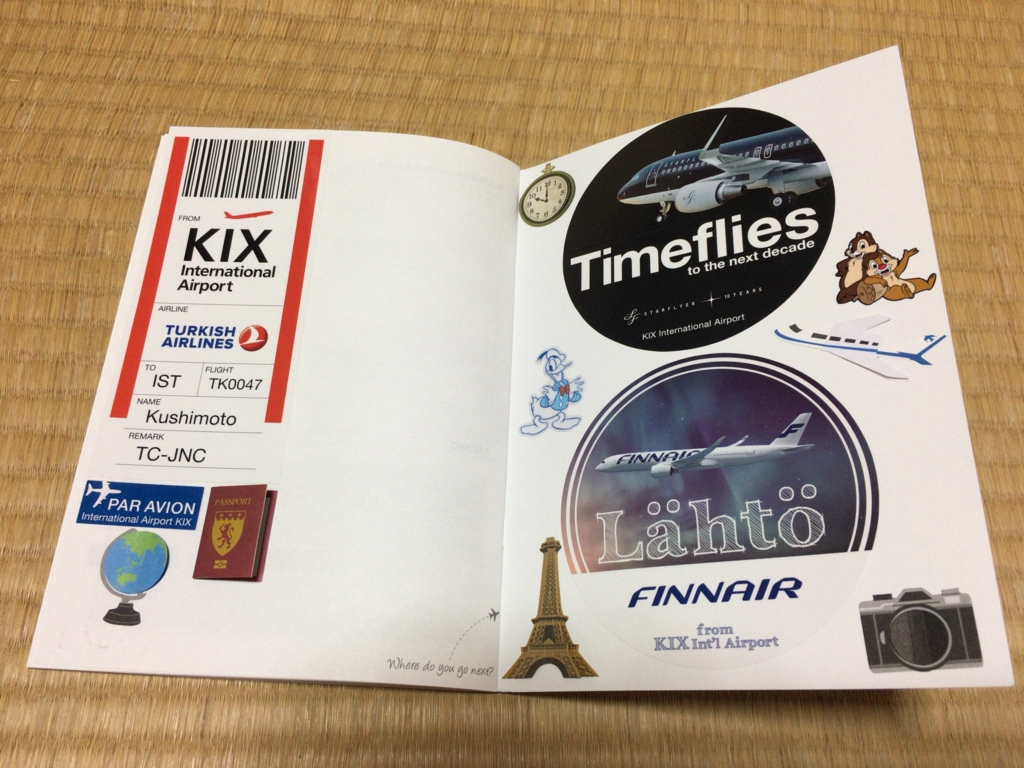 FROM
KIX
International
Airport
AIRLINE
TURKISH
AIRLINES
TO
IST
FLIGHT
TK0047
NAME
Kushimoto
REMARK
TC-JNC
PAR AVION
International Airport KIX
PASSPORT
Where do you go next?
STARFLYER
Timeflies
to the next decade
STARFLYER 10 YEARS
KIX International Airport
FINNAIR
Lähtö
FINNAIR
from
KIX Int'l Airport